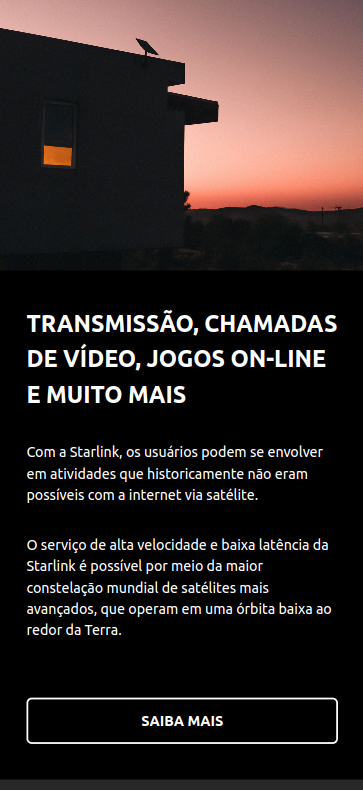 TRANSMISSÃO, CHAMADAS
DE VÍDEO, JOGOS ON-LINE
E MUITO MAIS
Com a Starlink, os usuários podem se envolver
em atividades que historicamente não eram
possíveis com a internet via satélite.
O serviço de alta velocidade e baixa latência da
Starlink é possível por meio da maior
constelação mundial de satélites mais
avançados, que operam em uma órbita baixa ao
redor da Terra.
SAIBA MAIS